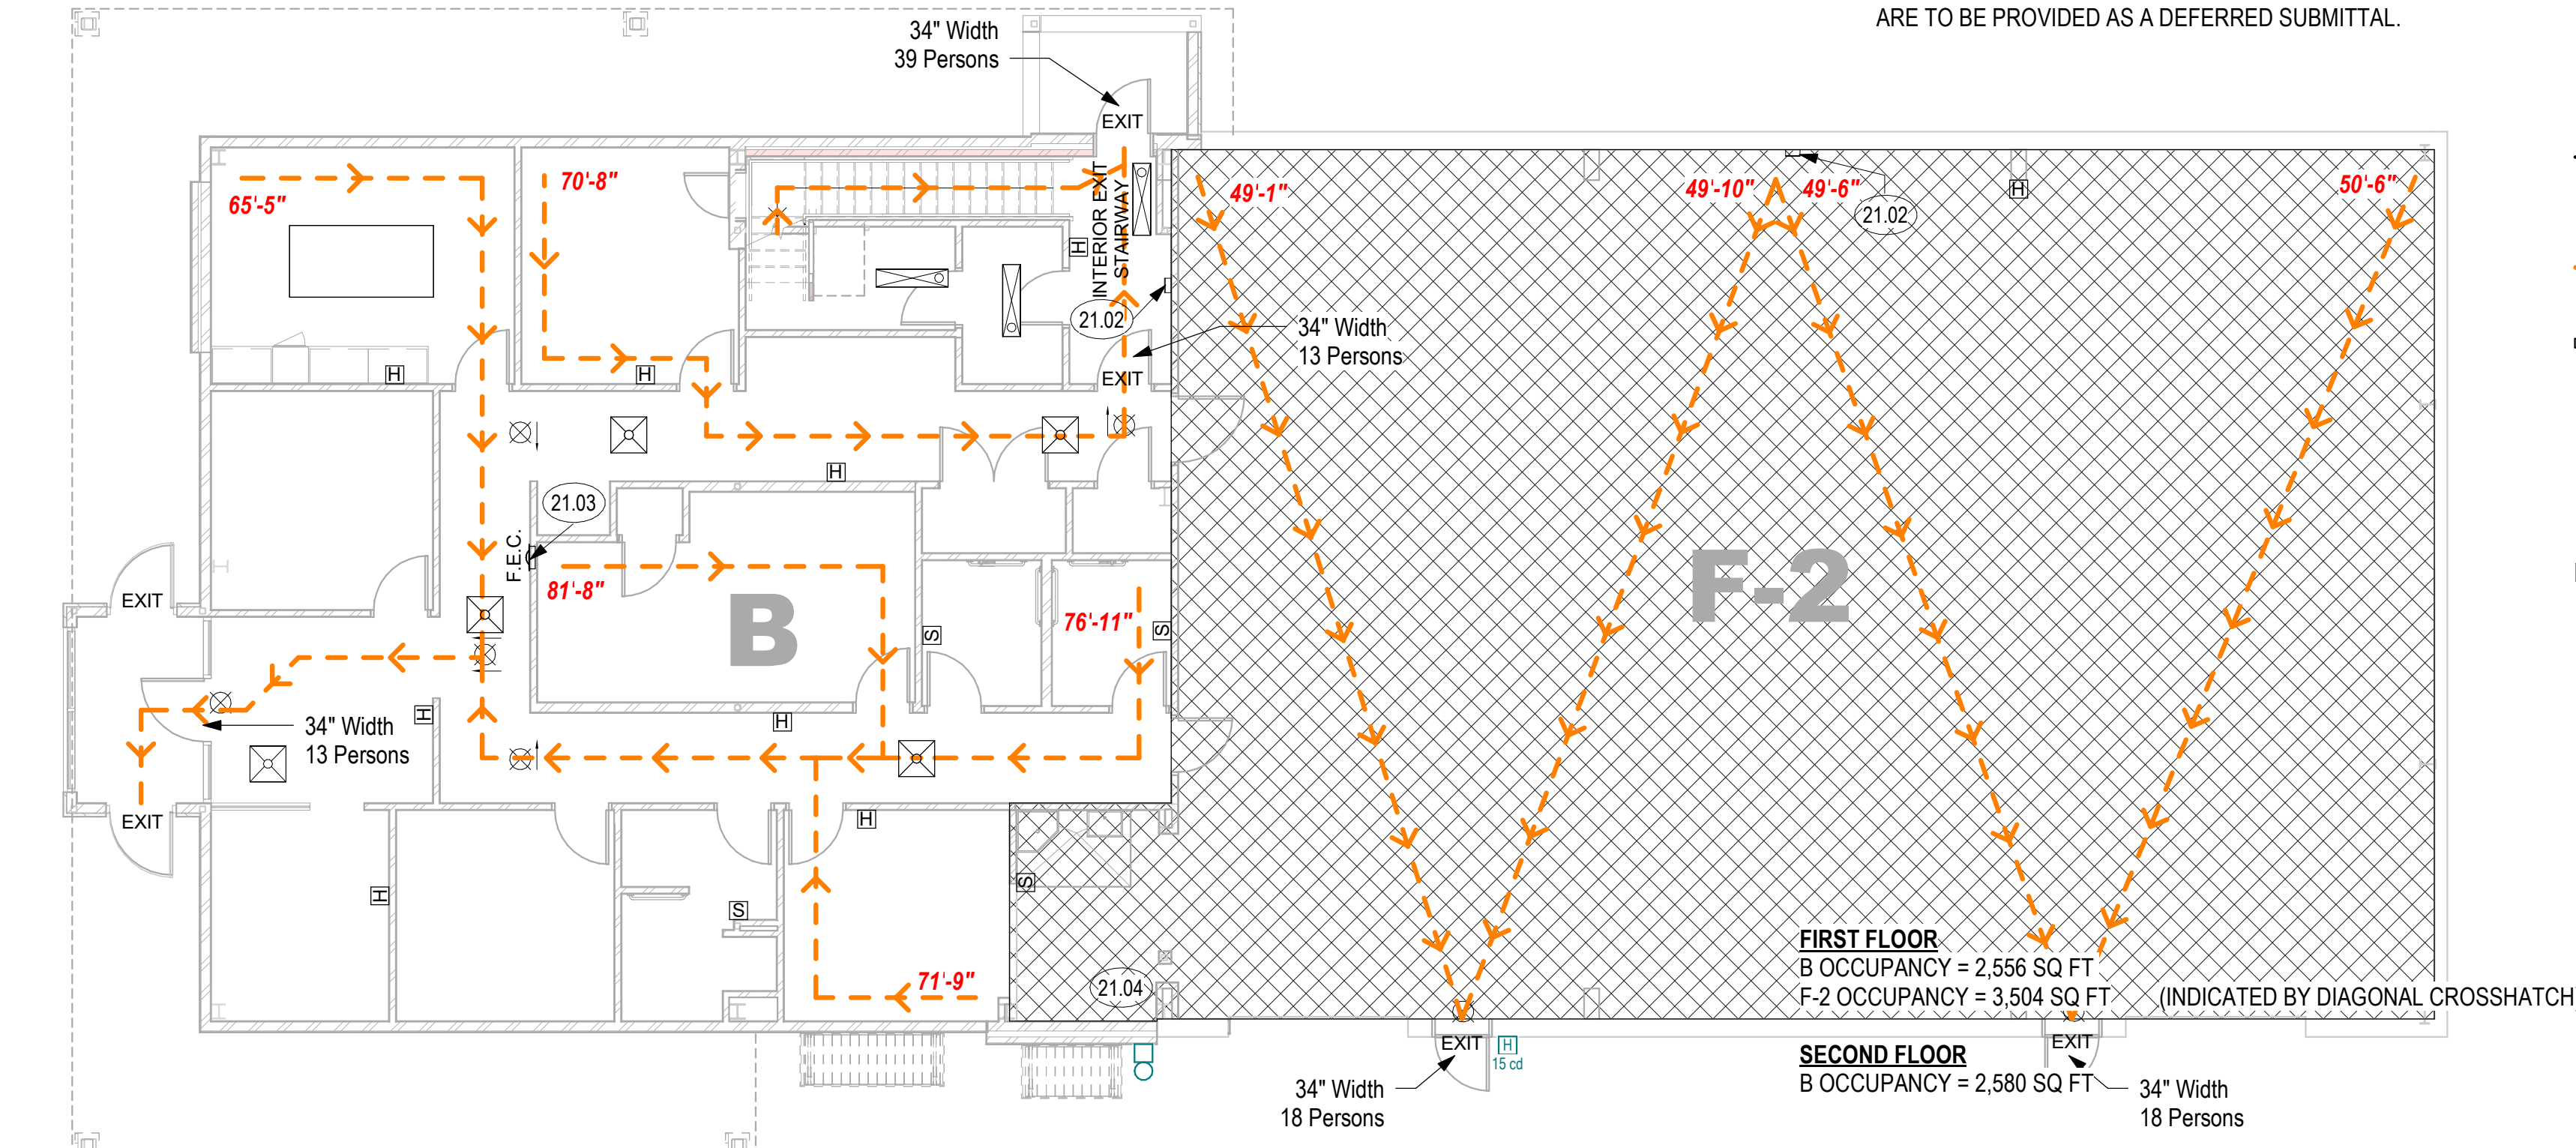 ARE TO BE PROVIDED AS A DEFERRED SUBMITTAL.
34" Width
39 Persons
EXIT
65'-5"
70'-8"
INTERIOR EXIT
STAIRWAY
H
49'-1"
49'-10"
49'-6"
21.02
H
50'-6"
21.02
34" Width
13 Persons
EXIT
H
H
H
21.03
F.E.C.
81'-8"
B
F-2
76'-11"
S
S
EXIT
H
H
34" Width
13 Persons
EXIT
H
H
S
S
71'-9"
21.04
FIRST FLOOR
B OCCUPANCY = 2,556 SQ FT
F-2 OCCUPANCY = 3,504 SQ FT (INDICATED BY DIAGONAL CROSSHATCH
EXIT
H
15 cd
EXIT
SECOND FLOOR
B OCCUPANCY = 2,580 SQ FT
34" Width
18 Persons
34" Width
18 Persons